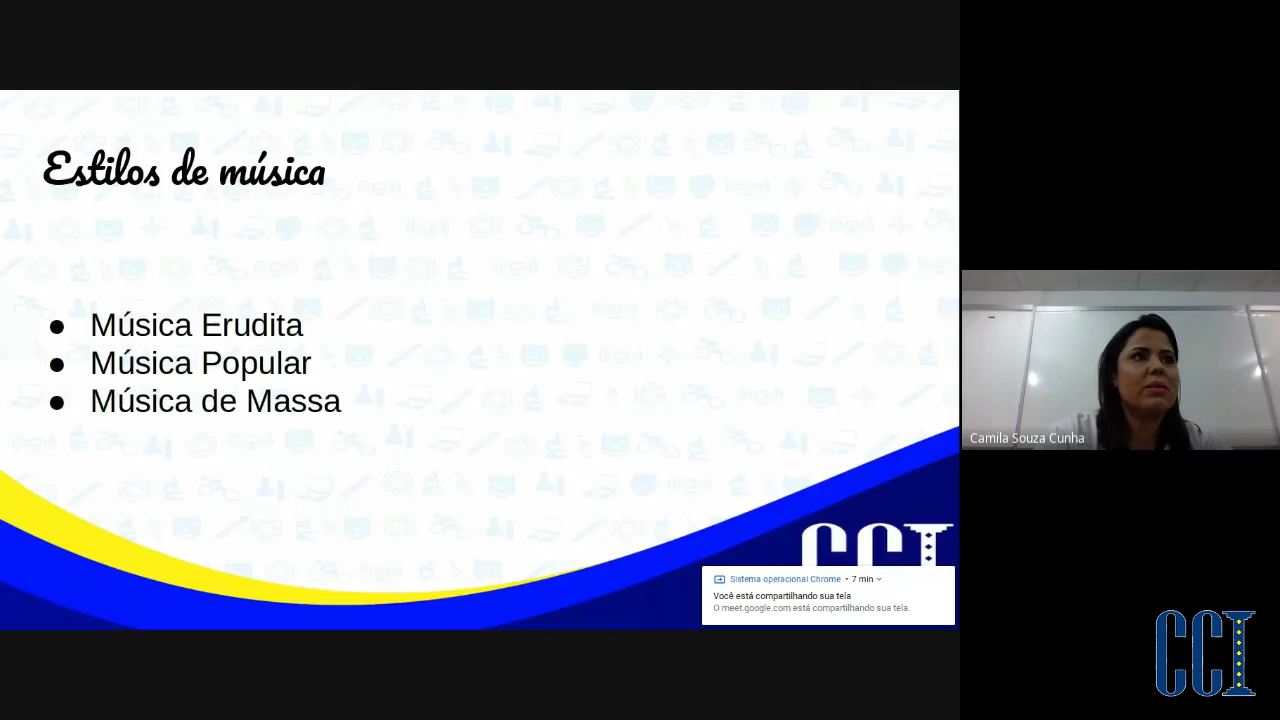 Estilos de música
● Música Erudita
● Música Popular
● Música de Massa
CCI
Sistema operacional Chrome • 7 min
Você está compartilhando sua tela
O meet.google.com está compartilhando sua tela.
Camila Souza Cunha
CCI